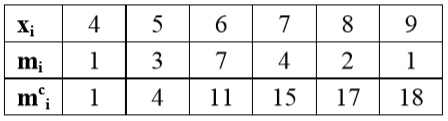 xᵢ 4 5 6 7 8 9
mᵢ 1 3 7 4 2 1
mᶜᵢ 1 4 11 15 17 18